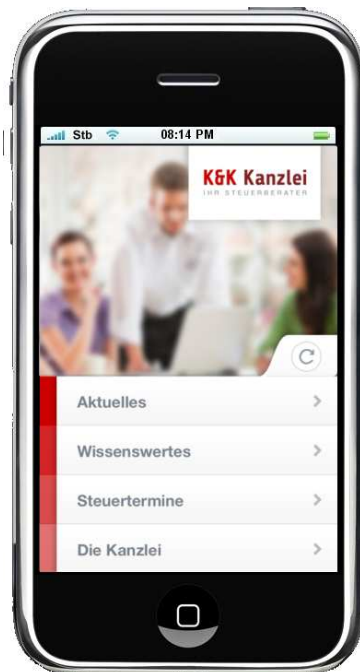 Stb 08:14 PM
K&K Kanzlei
IHR STEUERBERATER
Aktuelles
Wissenswertes
Steuertermine
Die Kanzlei